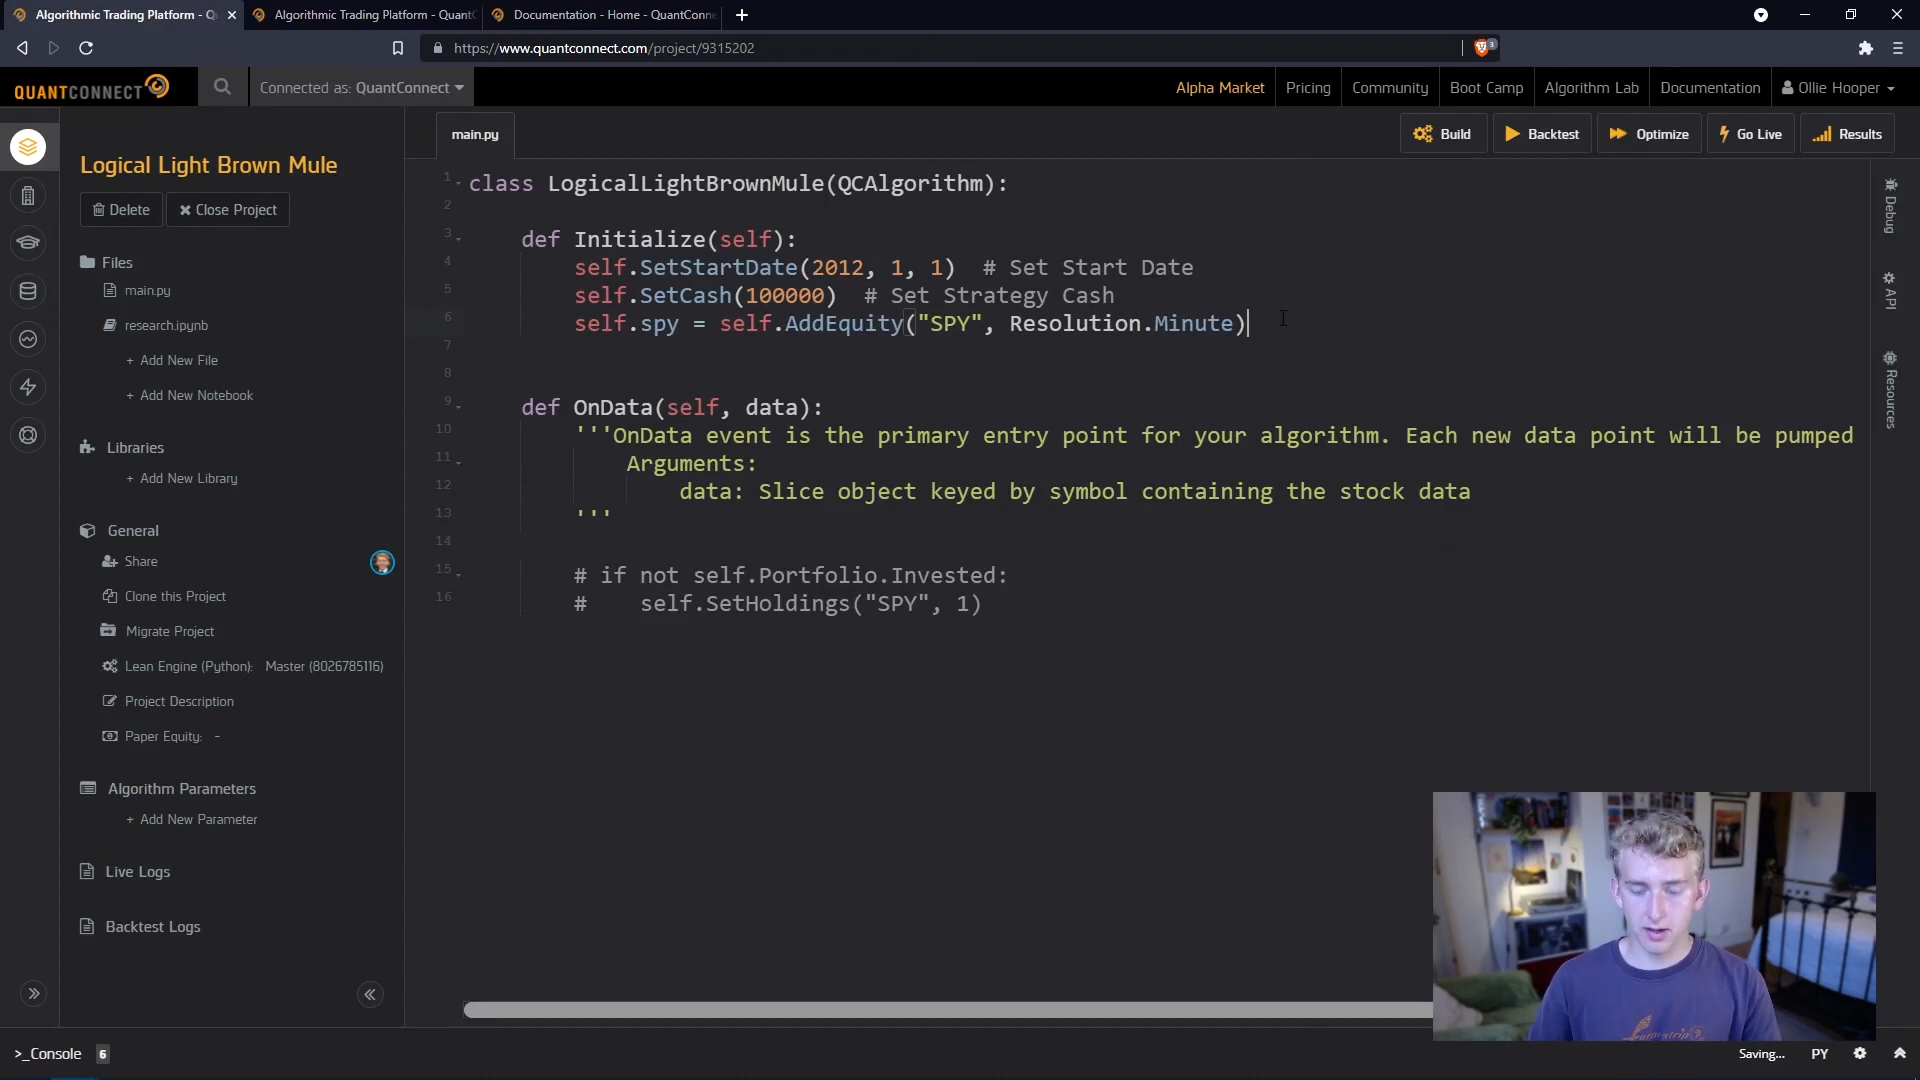 Algorithmic Trading Platform - Q
Algorithmic Trading Platform - Quant
Documentation - Home - QuantConne
https://www.quantconnect.com/project/9315202
3
QUANTCONNECT
Connected as: QuantConnect
Alpha Market
Pricing
Community
Boot Camp
Algorithm Lab
Documentation
Ollie Hooper
main.py
Build
Backtest
Optimize
Go Live
Results
Logical Light Brown Mule
Delete
Close Project
Files
main.py
research.ipynb
+ Add New File
+ Add New Notebook
Libraries
+ Add New Library
General
Share
Clone this Project
Migrate Project
Lean Engine (Python): Master (8026785116)
Project Description
Paper Equity: -
Algorithm Parameters
+ Add New Parameter
Live Logs
Backtest Logs
1 class LogicalLightBrownMule(QCAlgorithm):
2
3 def Initialize(self):
4 self.SetStartDate(2012, 1, 1) # Set Start Date
5 self.SetCash(100000) # Set Strategy Cash
6 self.spy = self.AddEquity("SPY", Resolution.Minute)
7
8
9 def OnData(self, data):
10 '''OnData event is the primary entry point for your algorithm. Each new data point will be pumped
11 Arguments:
12 data: Slice object keyed by symbol containing the stock data
13 '''
14
15 # if not self.Portfolio.Invested:
16 # self.SetHoldings("SPY", 1)
Debug
API
Resources
>_Console 6
Saving...
PY